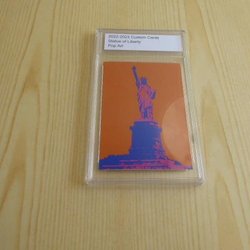 2022-2023 Custom Cards
Statue of Liberty
Pop Art